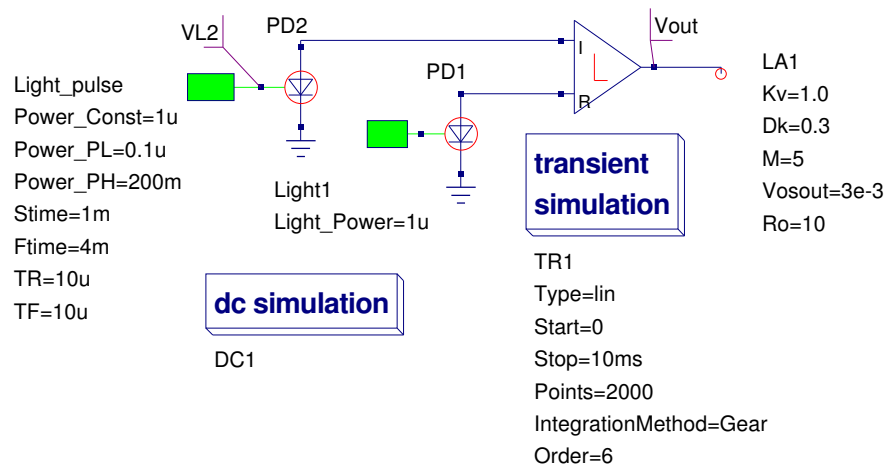 VL2
PD2
Vout
I
L
R
PD1
Light_pulse
Power_Const=1u
Power_PL=0.1u
Power_PH=200m
Stime=1m
Ftime=4m
TR=10u
TF=10u
Light1
Light_Power=1u
dc simulation
DC1
transient
simulation
TR1
Type=lin
Start=0
Stop=10ms
Points=2000
IntegrationMethod=Gear
Order=6
LA1
Kv=1.0
Dk=0.3
M=5
Vosout=3e-3
Ro=10